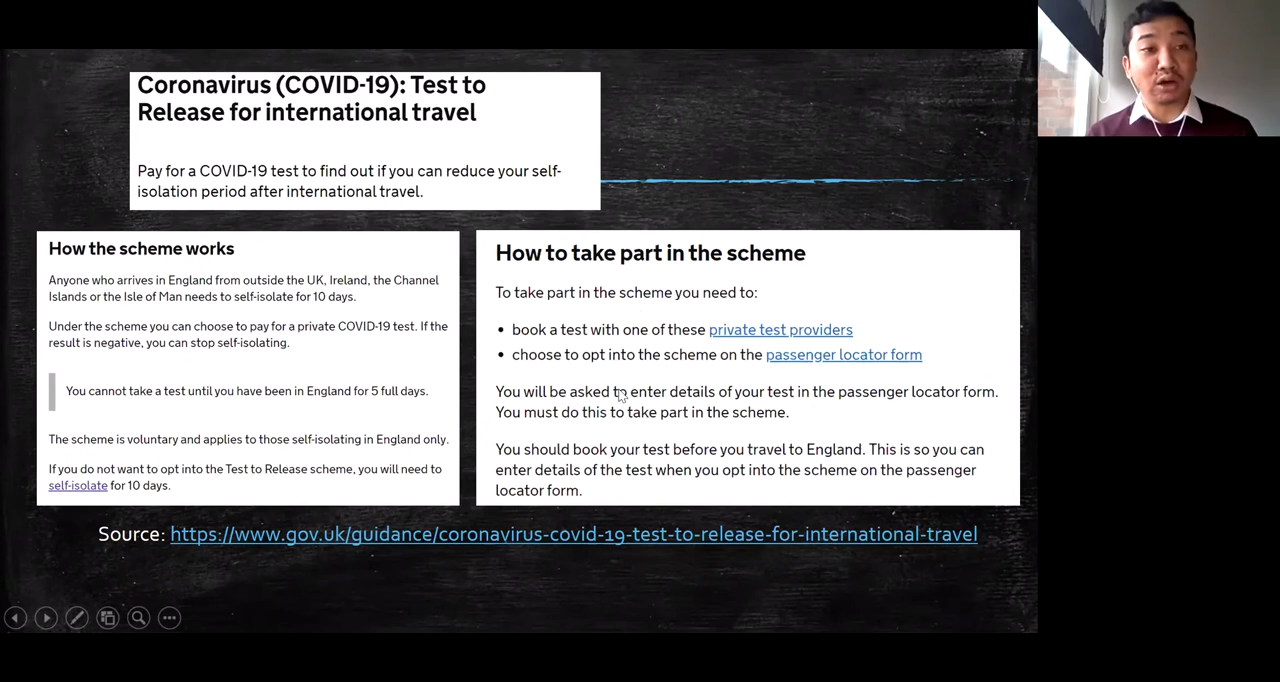 Coronavirus (COVID-19): Test to
Release for international travel
Pay for a COVID-19 test to find out if you can reduce your self-
isolation period after international travel.
How the scheme works
Anyone who arrives in England from outside the UK, Ireland, the Channel
Islands or the Isle of Man needs to self-isolate for 10 days.
Under the scheme you can choose to pay for a private COVID-19 test. If the
result is negative, you can stop self-isolating.
You cannot take a test until you have been in England for 5 full days.
The scheme is voluntary and applies to those self-isolating in England only.
If you do not want to opt into the Test to Release scheme, you will need to
self-isolate for 10 days.
How to take part in the scheme
To take part in the scheme you need to:
• book a test with one of these private test providers
• choose to opt into the scheme on the passenger locator form
You will be asked to enter details of your test in the passenger locator form.
You must do this to take part in the scheme.
You should book your test before you travel to England. This is so you can
enter details of the test when you opt into the scheme on the passenger
locator form.
Source: https://www.gov.uk/guidance/coronavirus-covid-19-test-to-release-for-international-travel